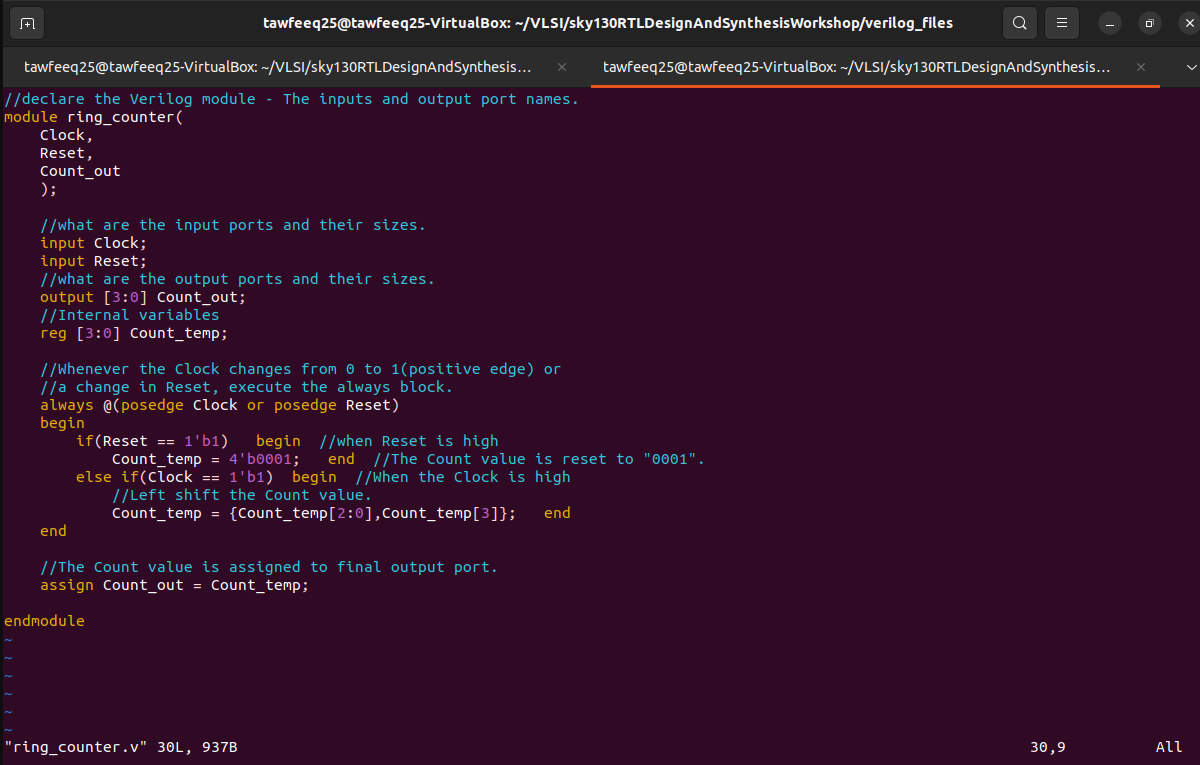 tawfeeq25@tawfeeq25-VirtualBox: ~/VLSI/sky130RTLDesignAndSynthesisWorkshop/verilog_files
tawfeeq25@tawfeeq25-VirtualBox: ~/VLSI/sky130RTLDesignAndSynthesis...
tawfeeq25@tawfeeq25-VirtualBox: ~/VLSI/sky130RTLDesignAndSynthesis...
//declare the Verilog module - The inputs and output port names.
module ring_counter(
    Clock,
    Reset,
    Count_out
    );
    //what are the input ports and their sizes.
    input Clock;
    input Reset;
    //what are the output ports and their sizes.
    output [3:0] Count_out;
    //Internal variables
    reg [3:0] Count_temp;
    //Whenever the Clock changes from 0 to 1(positive edge) or
    //a change in Reset, execute the always block.
    always @(posedge Clock or posedge Reset)
    begin
        if(Reset == 1'b1)   begin  //when Reset is high
            Count_temp = 4'b0001;   end  //The Count value is reset to "0001".
        else if(Clock == 1'b1)  begin  //When the Clock is high
            //Left shift the Count value.
            Count_temp = {Count_temp[2:0],Count_temp[3]};   end
    end
    //The Count value is assigned to final output port.
    assign Count_out = Count_temp;
endmodule
~
~
~
~
~
~
"ring_counter.v" 30L, 937B 30,9 All